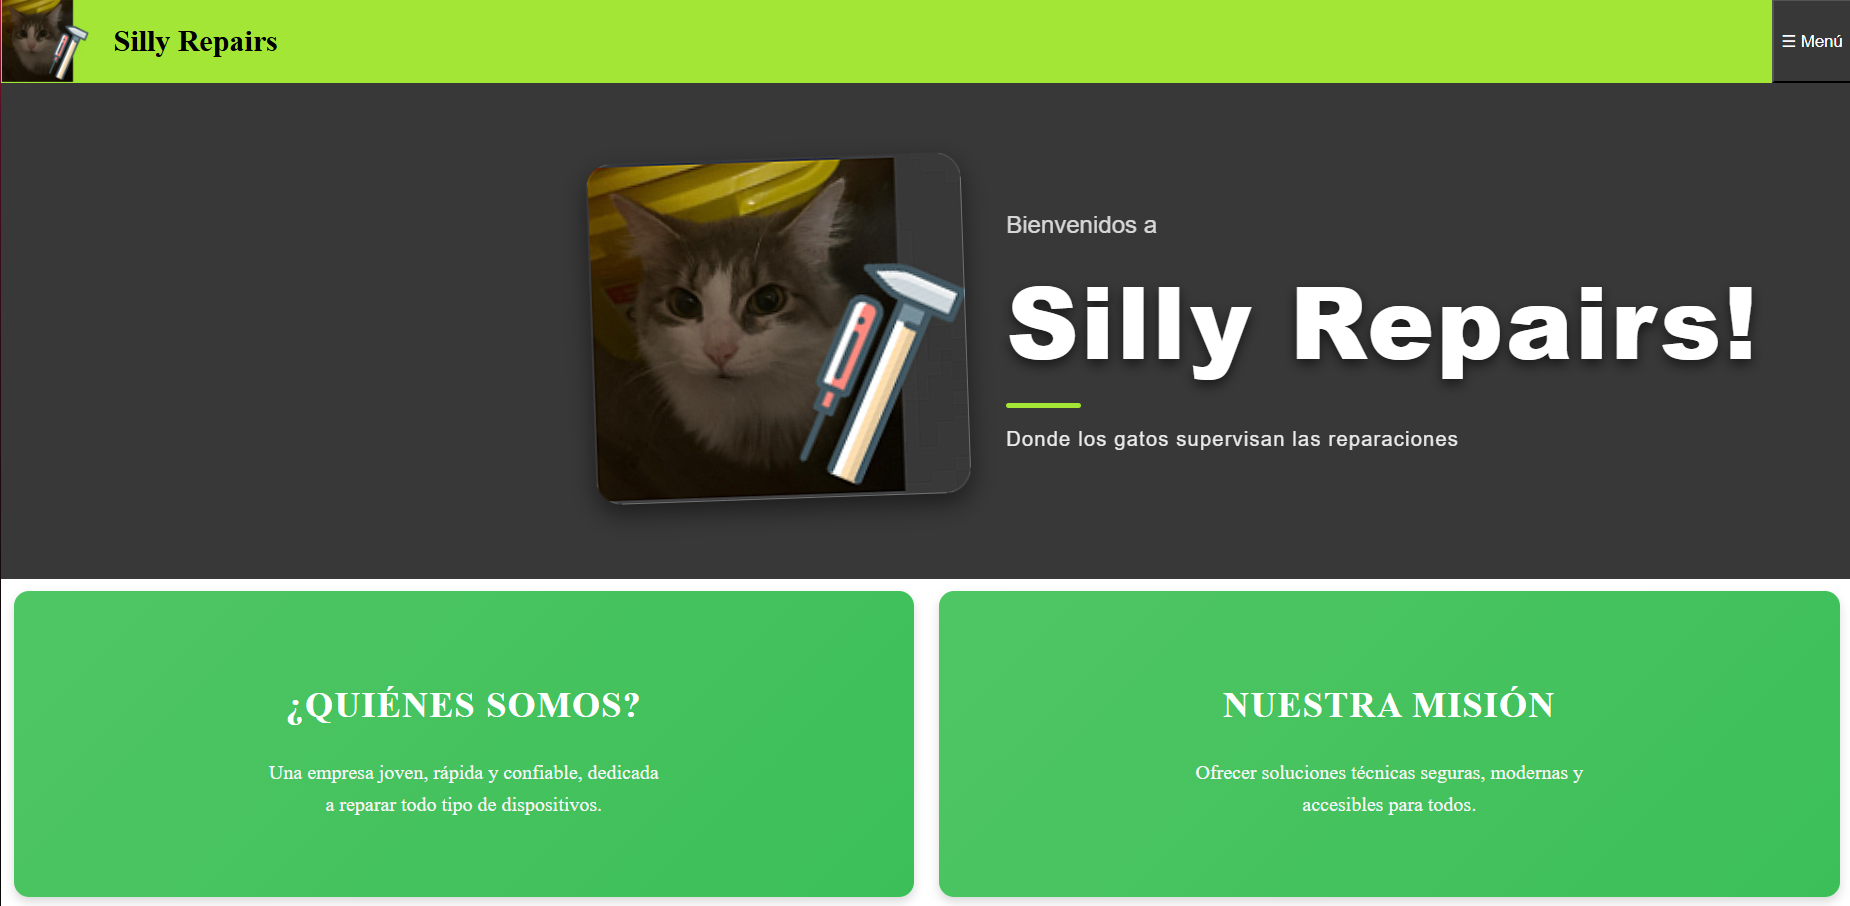 Silly Repairs
☰ Menú
Bienvenidos a
Silly Repairs!
Donde los gatos supervisan las reparaciones
¿QUIÉNES SOMOS?
Una empresa joven, rápida y confiable, dedicada
a reparar todo tipo de dispositivos.
NUESTRA MISIÓN
Ofrecer soluciones técnicas seguras, modernas y
accesibles para todos.